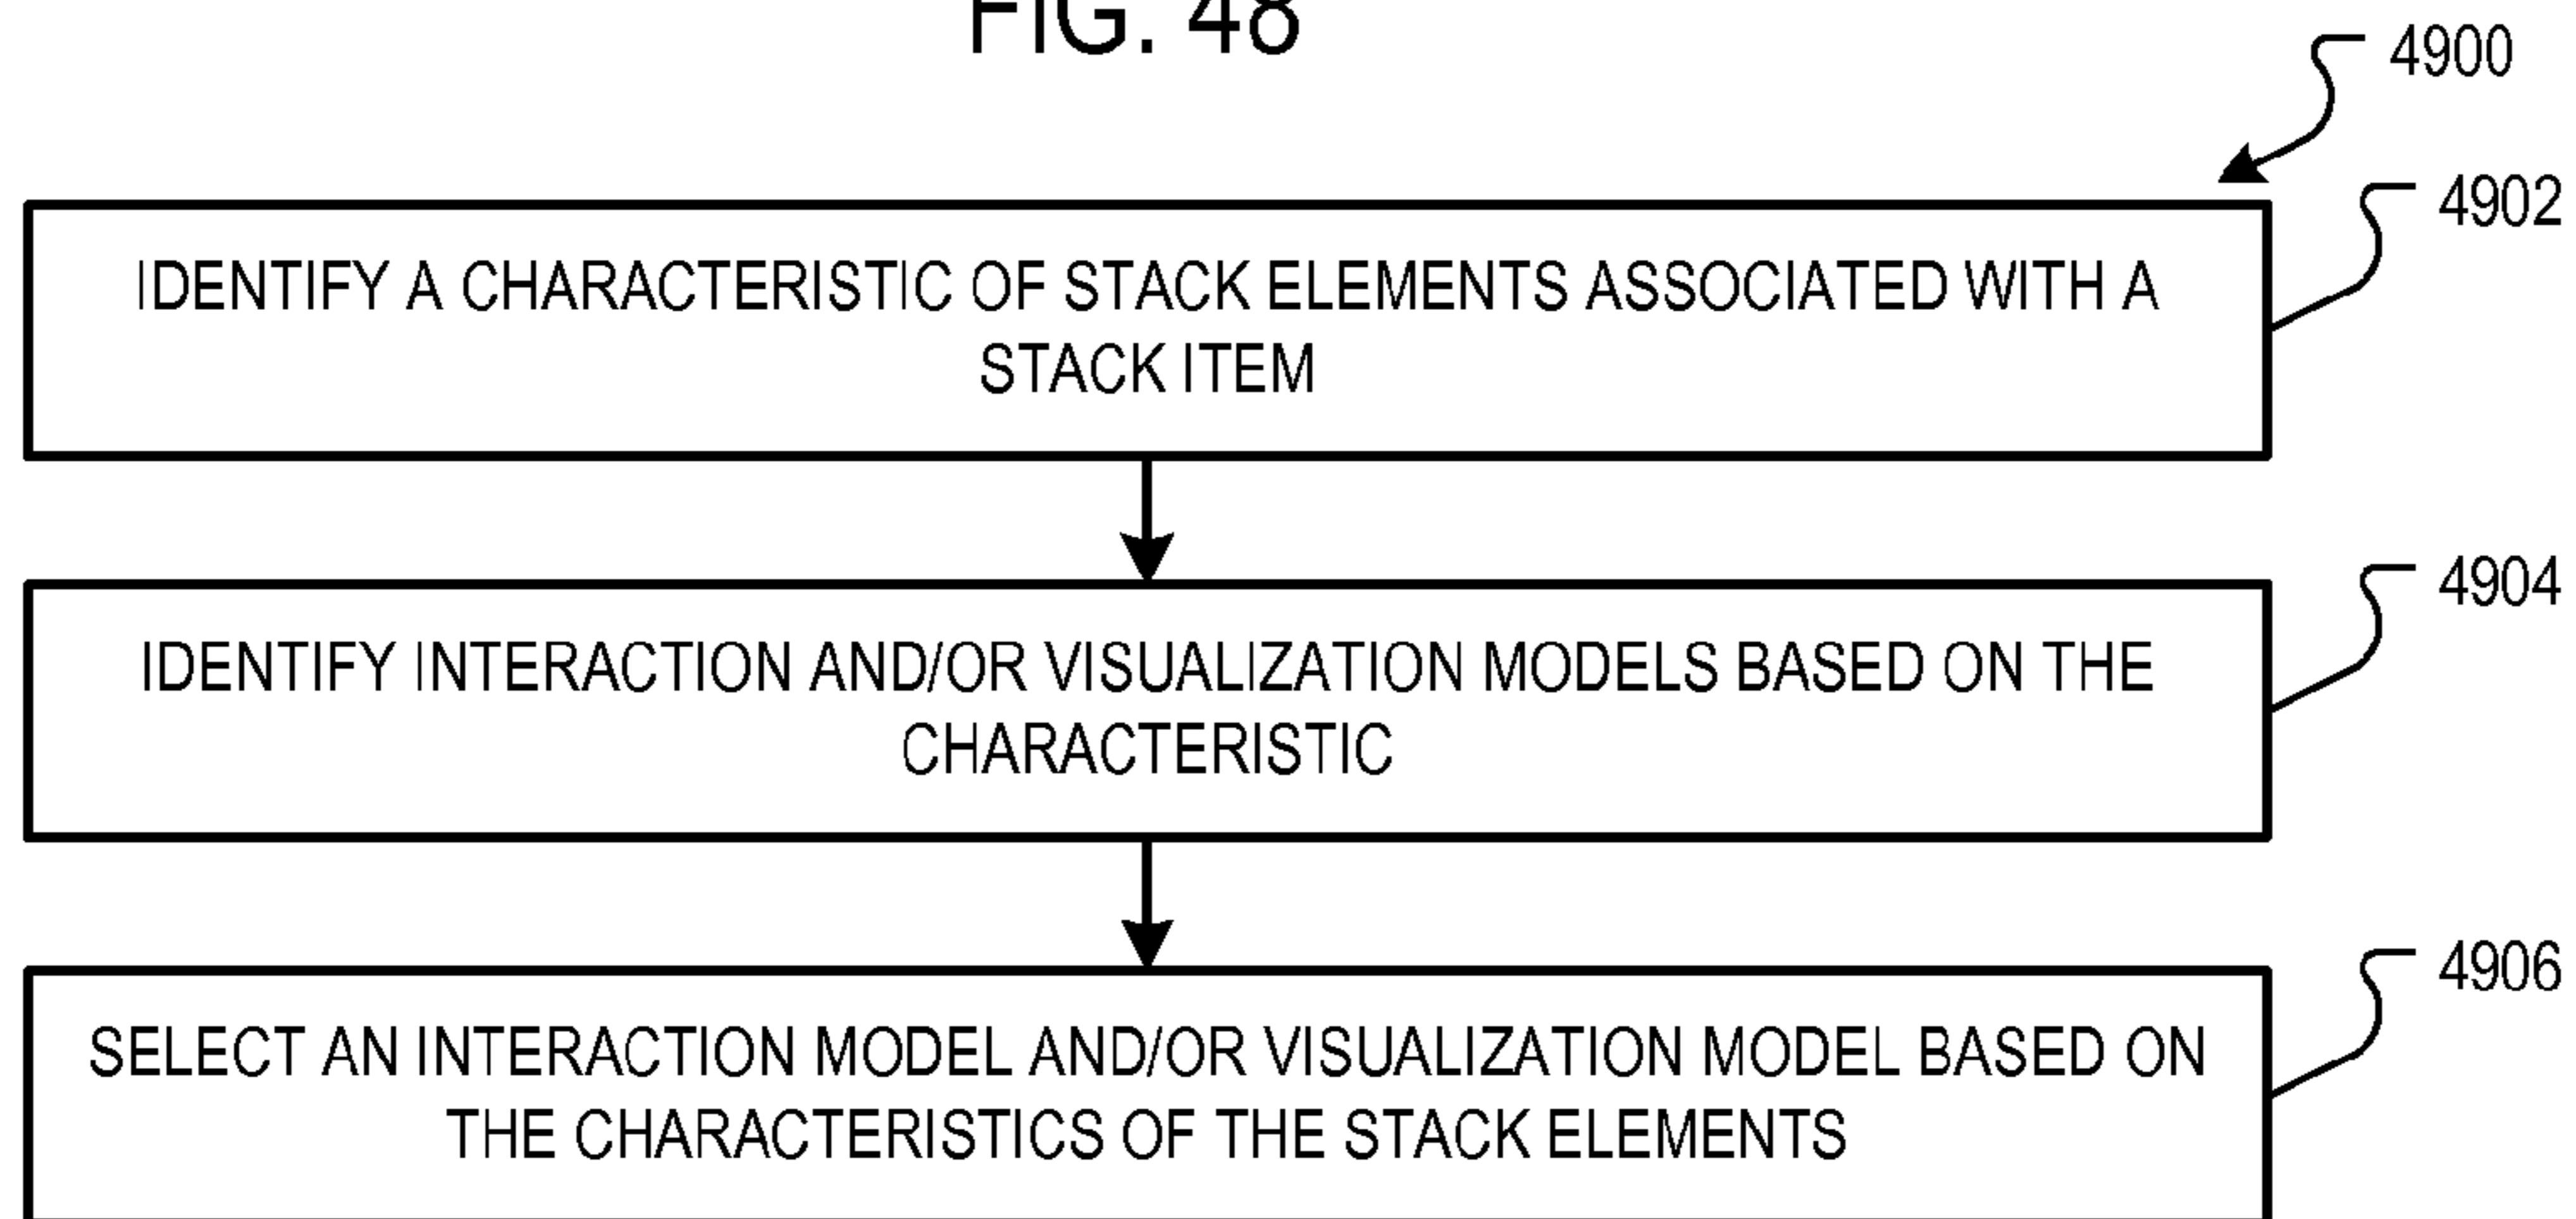 FIG. 48
4900
4902
IDENTIFY A CHARACTERISTIC OF STACK ELEMENTS ASSOCIATED WITH A
STACK ITEM
4904
IDENTIFY INTERACTION AND/OR VISUALIZATION MODELS BASED ON THE
CHARACTERISTIC
4906
SELECT AN INTERACTION MODEL AND/OR VISUALIZATION MODEL BASED ON
THE CHARACTERISTICS OF THE STACK ELEMENTS